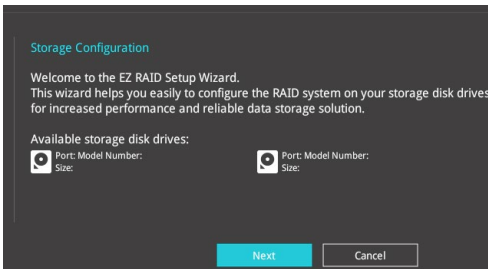 Storage Configuration
Welcome to the EZ RAID Setup Wizard.
This wizard helps you easily to configure the RAID system on your storage disk drives
for increased performance and reliable data storage solution.
Available storage disk drives:
Port: Model Number:
Size:
Port: Model Number:
Size:
Next
Cancel